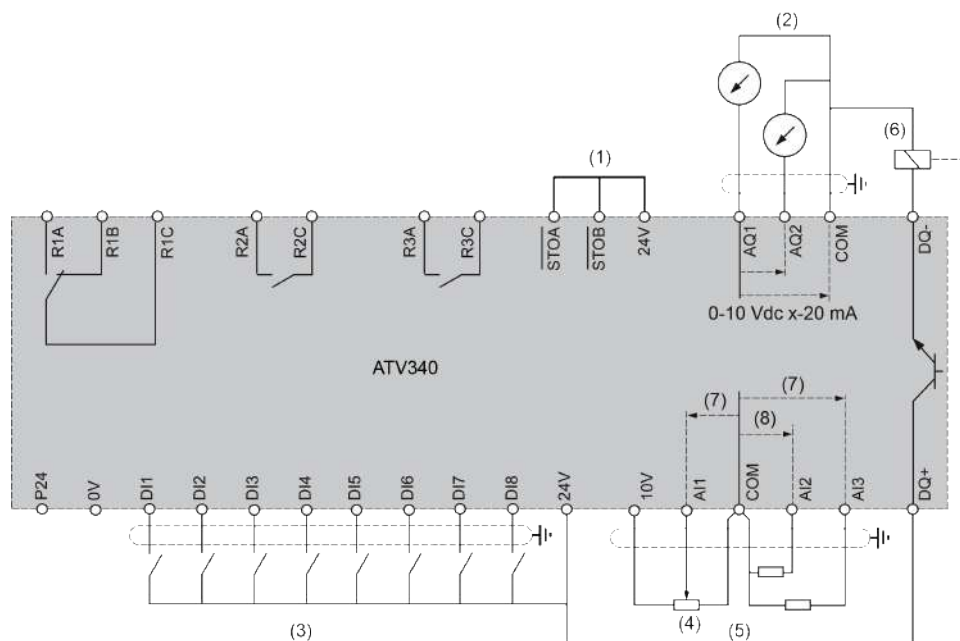 (2)
(6)
(1)
R1A R1B R1C R2A R2C R3A R3C STOA STOB 24V AQ1 AQ2 COM DQ-
0-10 Vdc x-20 mA
ATV340
(7)
(7)
(8)
P24 0V DI1 DI2 DI3 DI4 DI5 DI6 DI7 DI8 24V 10V AI1 COM AI2 AI3 DQ+
(3) (4) (5)